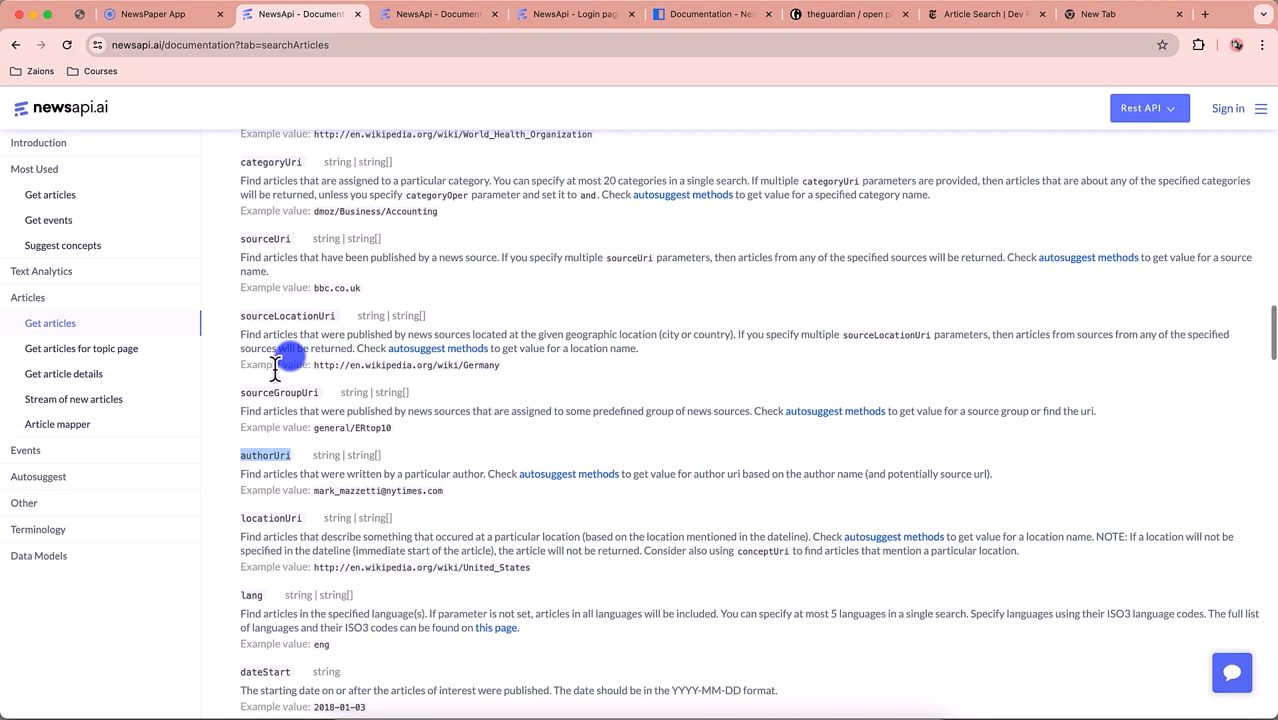 NewsPaper App
NewsApi - Document
NewsApi - Document
NewsApi - Login pag
Documentation - Nev
theguardian / open pl
Article Search | Dev P
New Tab
newsapi.ai/documentation?tab=searchArticles
Zaions
Courses
newsapi.ai
Rest API
Sign in
Introduction
Most Used
Get articles
Get events
Suggest concepts
Text Analytics
Articles
Get articles
Get articles for topic page
Get article details
Stream of new articles
Article mapper
Events
Autosuggest
Other
Terminology
Data Models
Example value: http://en.wikipedia.org/wiki/World_Health_Organization
categoryUri string | string[]
Find articles that are assigned to a particular category. You can specify at most 20 categories in a single search. If multiple categoryUri parameters are provided, then articles that are about any of the specified categories
will be returned, unless you specify categoryOper parameter and set it to and. Check autosuggest methods to get value for a specified category name.
Example value: dmoz/Business/Accounting
sourceUri string | string[]
Find articles that have been published by a news source. If you specify multiple sourceUri parameters, then articles from any of the specified sources will be returned. Check autosuggest methods to get value for a source
name.
Example value: bbc.co.uk
sourceLocationUri string | string[]
Find articles that were published by news sources located at the given geographic location (city or country). If you specify multiple sourceLocationUri parameters, then articles from sources from any of the specified
sources will be returned. Check autosuggest methods to get value for a location name.
Example value: http://en.wikipedia.org/wiki/Germany
sourceGroupUri string | string[]
Find articles that were published by news sources that are assigned to some predefined group of news sources. Check autosuggest methods to get value for a source group or find the uri.
Example value: general/ERtop10
authorUri string | string[]
Find articles that were written by a particular author. Check autosuggest methods to get value for author uri based on the author name (and potentially source url).
Example value: mark_mazzetti@nytimes.com
locationUri string | string[]
Find articles that describe something that occured at a particular location (based on the location mentioned in the dateline). Check autosuggest methods to get value for a location name. NOTE: If a location will not be
specified in the dateline (immediate start of the article), the article will not be returned. Consider also using conceptUri to find articles that mention a particular location.
Example value: http://en.wikipedia.org/wiki/United_States
lang string | string[]
Find articles in the specified language(s). If parameter is not set, articles in all languages will be included. You can specify at most 5 languages in a single search. Specify languages using their ISO3 language codes. The full list
of languages and their ISO3 codes can be found on this page.
Example value: eng
dateStart string
The starting date on or after the articles of interest were published. The date should be in the YYYY-MM-DD format.
Example value: 2018-01-03